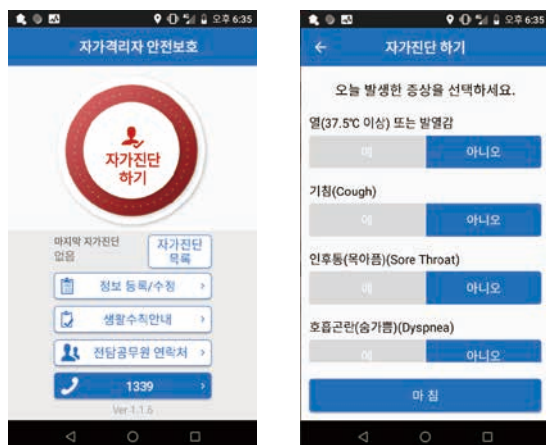 오후 6:35
자가격리자 안전보호
자가진단
하기
마지막 자가진단
없음
자가진단
목록
정보 등록/수정
생활수칙안내
전담공무원 연락처
1339
Ver 1.1.6
오후 6:35
자가진단 하기
오늘 발생한 증상을 선택하세요.
열(37.5℃ 이상) 또는 발열감
예 아니오
기침(Cough)
예 아니오
인후통(목아픔)(Sore Throat)
예 아니오
호흡곤란(숨가쁨)(Dyspnea)
예 아니오
마 침